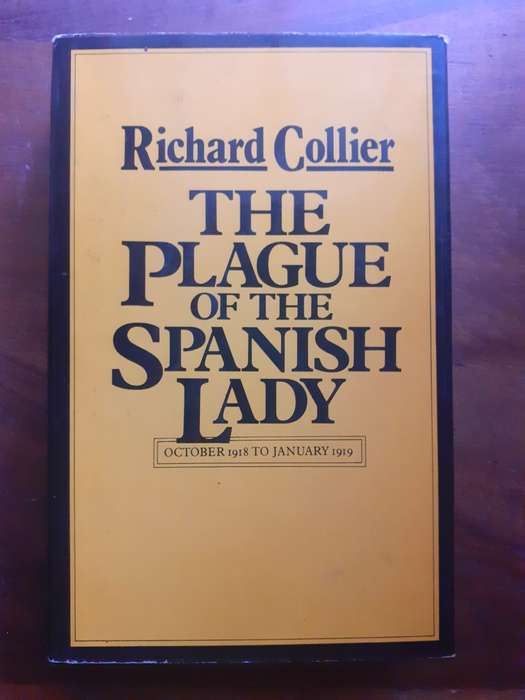 Richard Collier
THE
PLAGUE
OF THE
SPANISH
LADY
OCTOBER 1918 TO JANUARY 1919